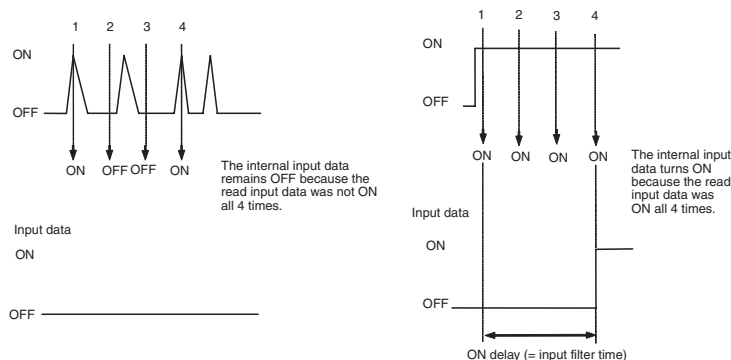 1 2 3 4
ON
OFF
ON OFF OFF ON
The internal input data
remains OFF because the
read input data was not ON
all 4 times.
Input data
ON
OFF
1 2 3 4
ON
OFF
ON ON ON ON
The internal input
data turns ON
because the read
input data was
ON all 4 times.
Input data
ON
OFF
ON delay (= input filter time)